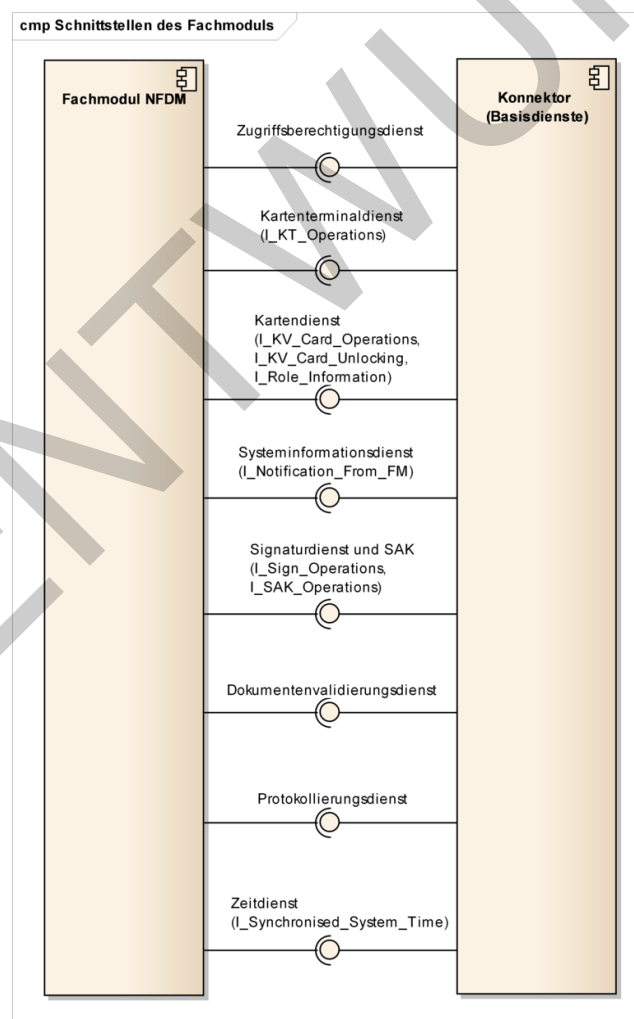 cmp Schnittstellen des Fachmoduls
Fachmodul NFDM
Konnektor
(Basisdienste)
Zugriffsberechtigungsdienst
Kartenterminaldienst
(I_KT_Operations)
Kartendienst
(I_KV_Card_Operations,
I_KV_Card_Unlocking,
I_Role_Information)
Systeminformationsdienst
(I_Notification_From_FM)
Signaturdienst und SAK
(I_Sign_Operations,
I_SAK_Operations)
Dokumentenvalidierungsdienst
Protokollierungsdienst
Zeitdienst
(I_Synchronised_System_Time)
ENTWUR